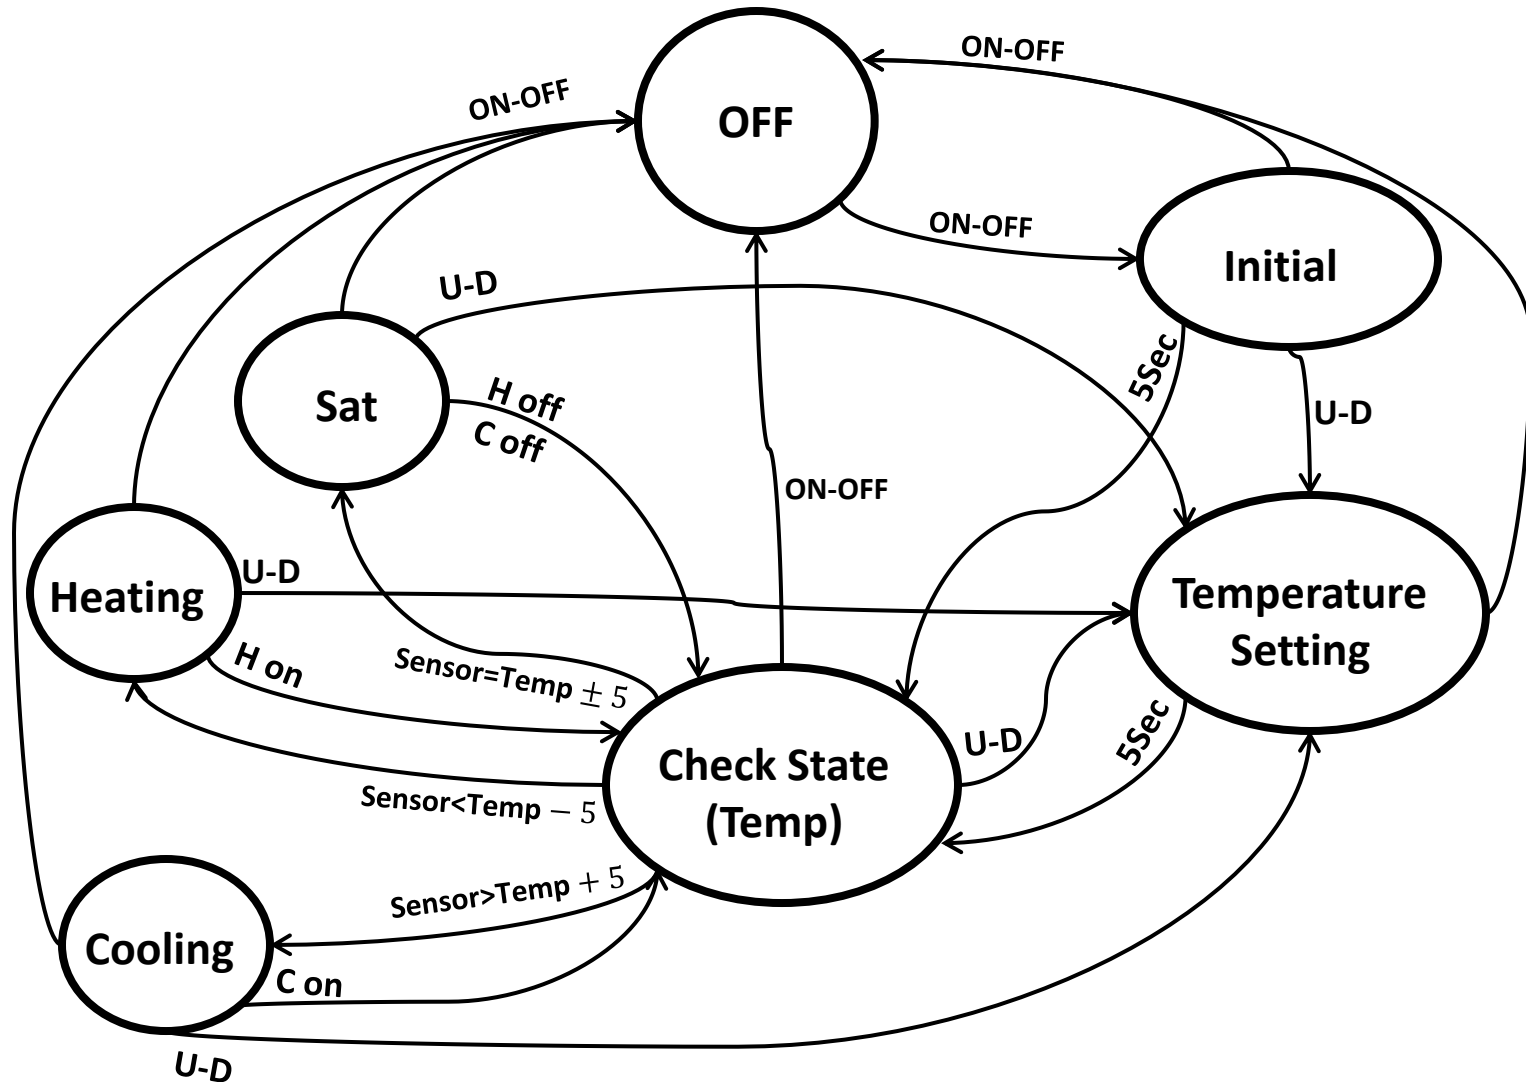 ON-OFF
ON-OFF
OFF
ON-OFF
Initial
U-D
5Sec
U-D
Sat
H off
C off
ON-OFF
Heating
U-D
Temperature
Setting
H on
Sensor=Temp ± 5
U-D
5Sec
Check State
(Temp)
Sensor<Temp − 5
Sensor>Temp + 5
Cooling
C on
U-D